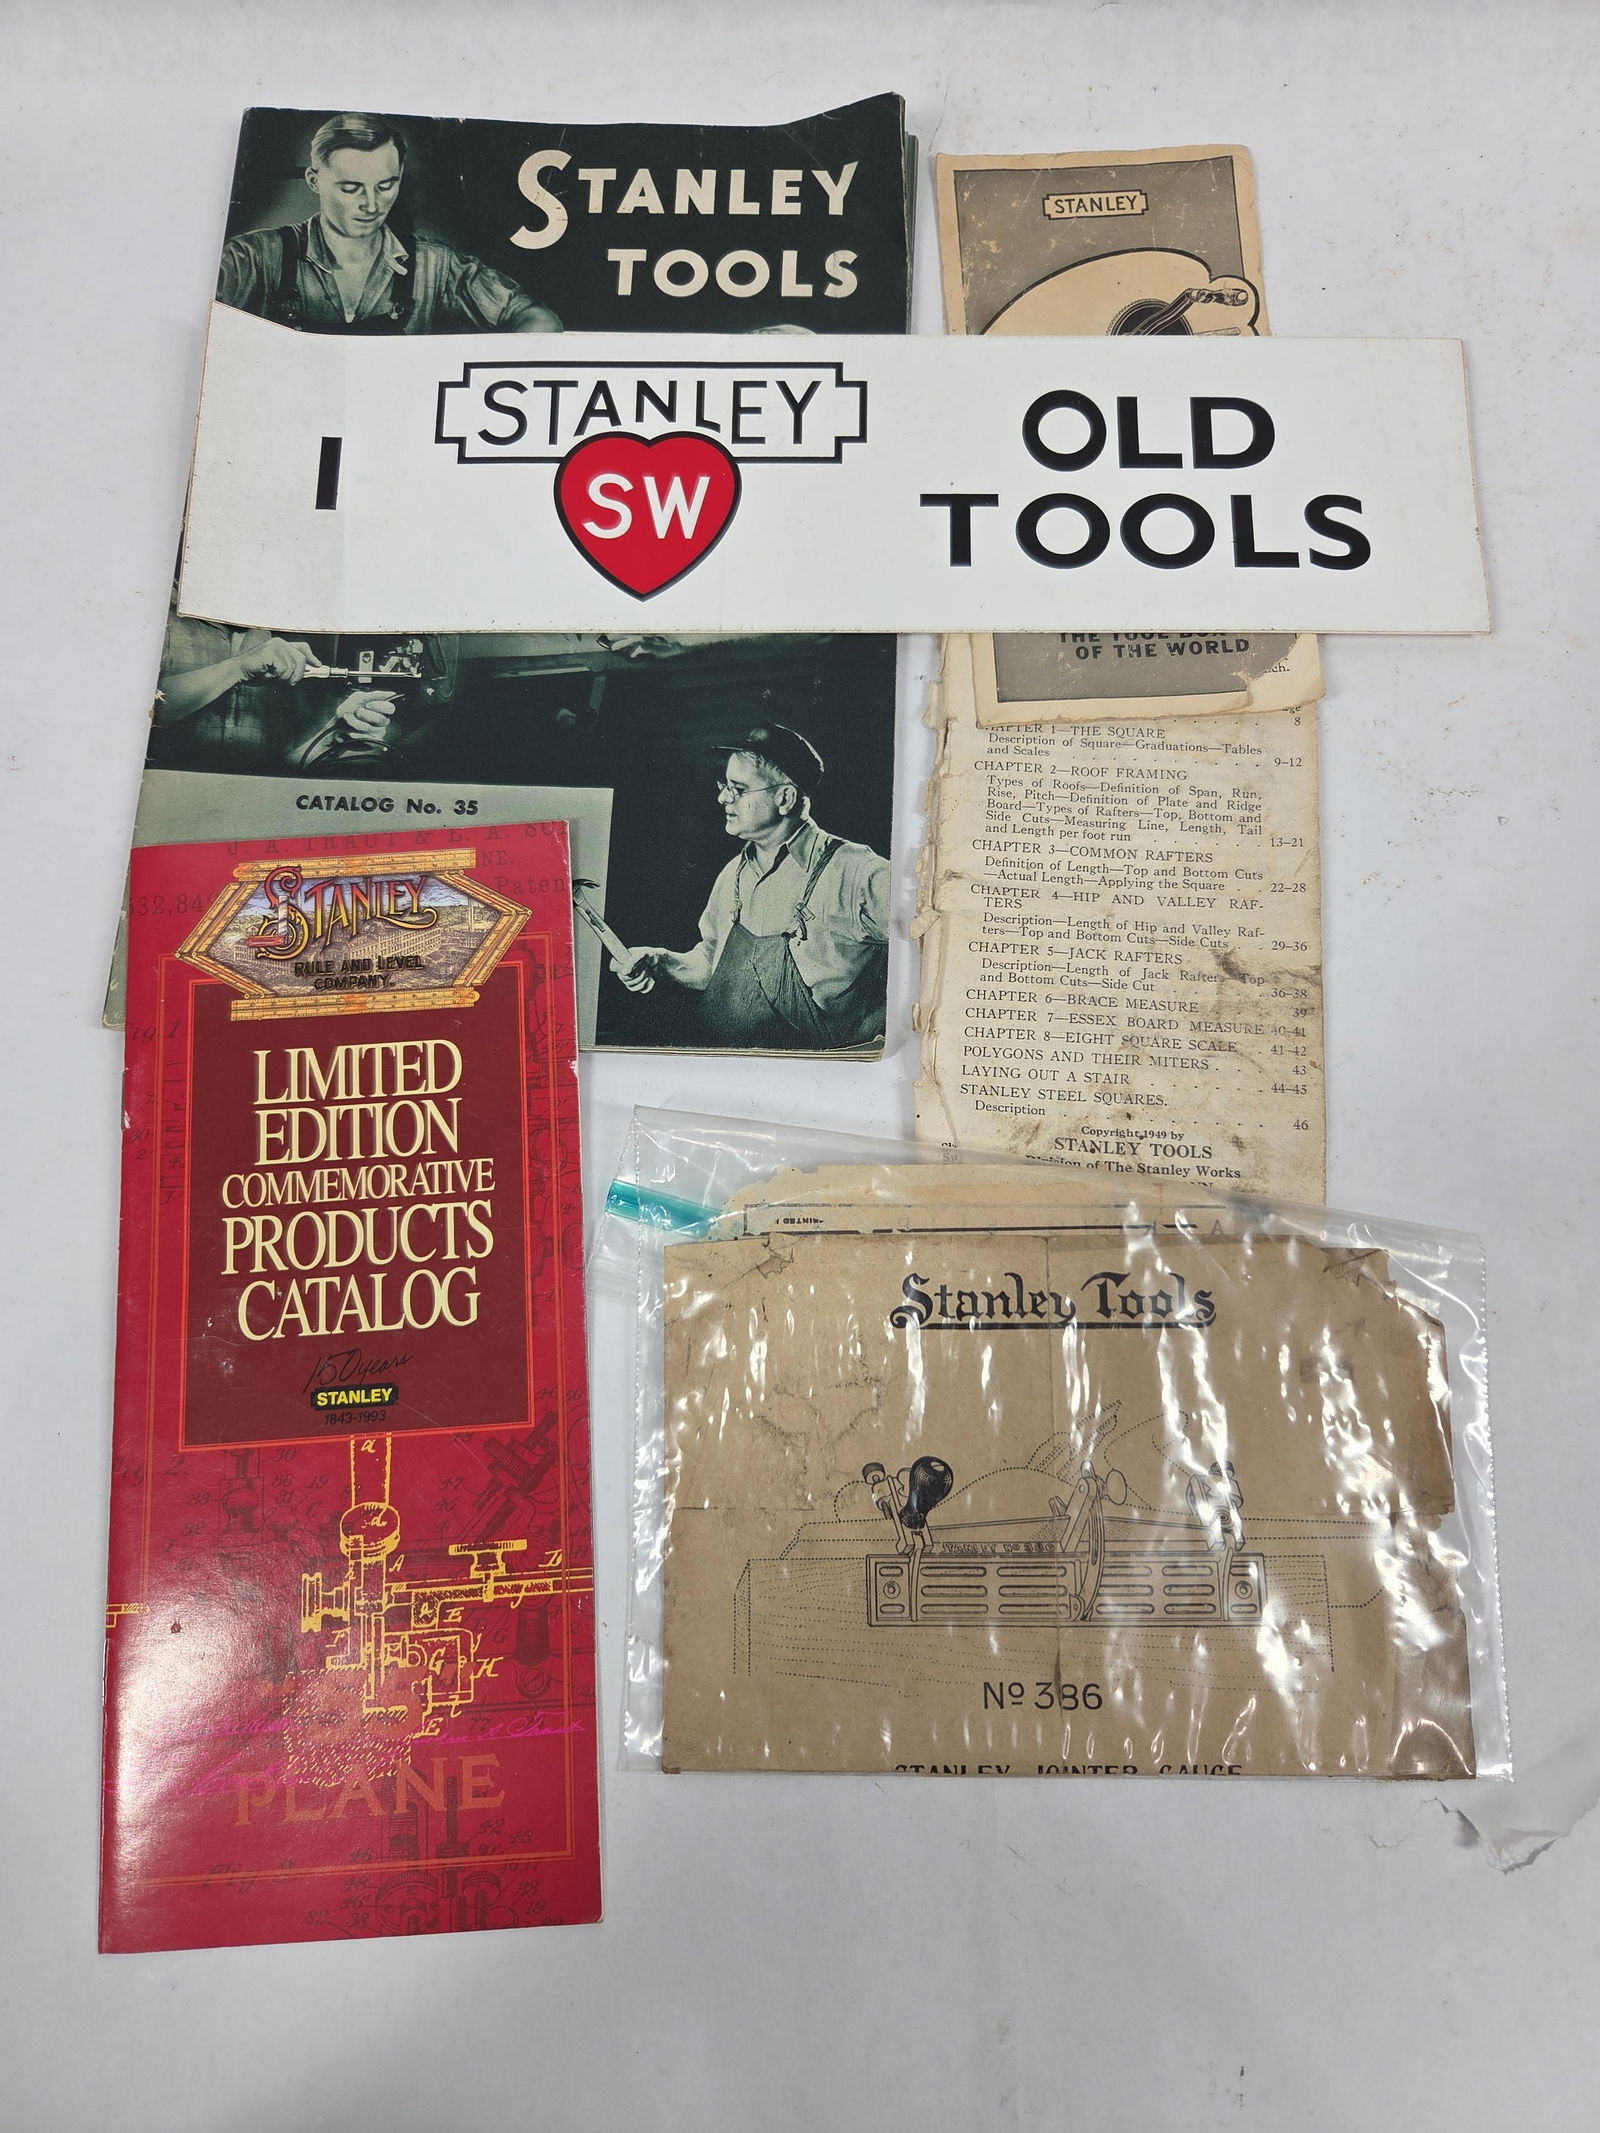 STANLEY
TOOLS
STANLEY
I
STANLEY
SW
OLD
TOOLS
OF THE WORLD
CATALOG No. 35
J. A. TRAUT & E. A.
STANLEY
RULE AND LEVEL
COMPANY.
LIMITED
EDITION
COMMEMORATIVE
PRODUCTS
CATALOG
150 years
STANLEY
1843-1993
PLANE
8
CHAPTER 1—THE SQUARE
Description of Square—Graduations—Tables
and Scales . . . . . . . . . . 9–12
CHAPTER 2—ROOF FRAMING
Types of Roofs—Definition of Span, Run,
Rise, Pitch—Definition of Plate and Ridge
Board—Types of Rafters—Top, Bottom and
Side Cuts—Measuring Line, Length, Tail
and Length per foot run . . . . . . 13–21
CHAPTER 3—COMMON RAFTERS
Definition of Length—Top and Bottom Cuts
—Actual Length—Applying the Square . . 22–28
CHAPTER 4—HIP AND VALLEY RAF-
TERS
Description—Length of Hip and Valley Raf-
ters—Top and Bottom Cuts—Side Cuts . . 29–36
CHAPTER 5—JACK RAFTERS
Description—Length of Jack Rafters—Top
and Bottom Cuts—Side Cut . . . . . 36–38
CHAPTER 6—BRACE MEASURE . . . . 39
CHAPTER 7—ESSEX BOARD MEASURE 40–41
CHAPTER 8—EIGHT SQUARE SCALE . 41–42
POLYGONS AND THEIR MITERS . . . 43
LAYING OUT A STAIR . . . . . . 44–45
STANLEY STEEL SQUARES.
Description . . . . . . . . . . 46
Copyright 1949 by
STANLEY TOOLS
Division of The Stanley Works
Stanley Tools
STANLEY No 386
No 386
STANLEY JOINTER GAUGE